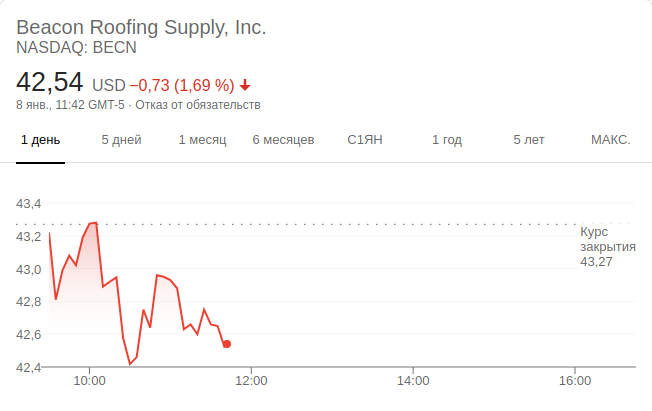 Beacon Roofing Supply, Inc.
NASDAQ: BECN
42,54 USD −0,73 (1,69 %)
8 янв., 11:42 GMT-5 · Отказ от обязательств
1 день 5 дней 1 месяц 6 месяцев С1ЯН 1 год 5 лет МАКС.
43,4
43,2
43,0
42,8
42,6
42,4
Курс
закрытия
43,27
10:00 12:00 14:00 16:00